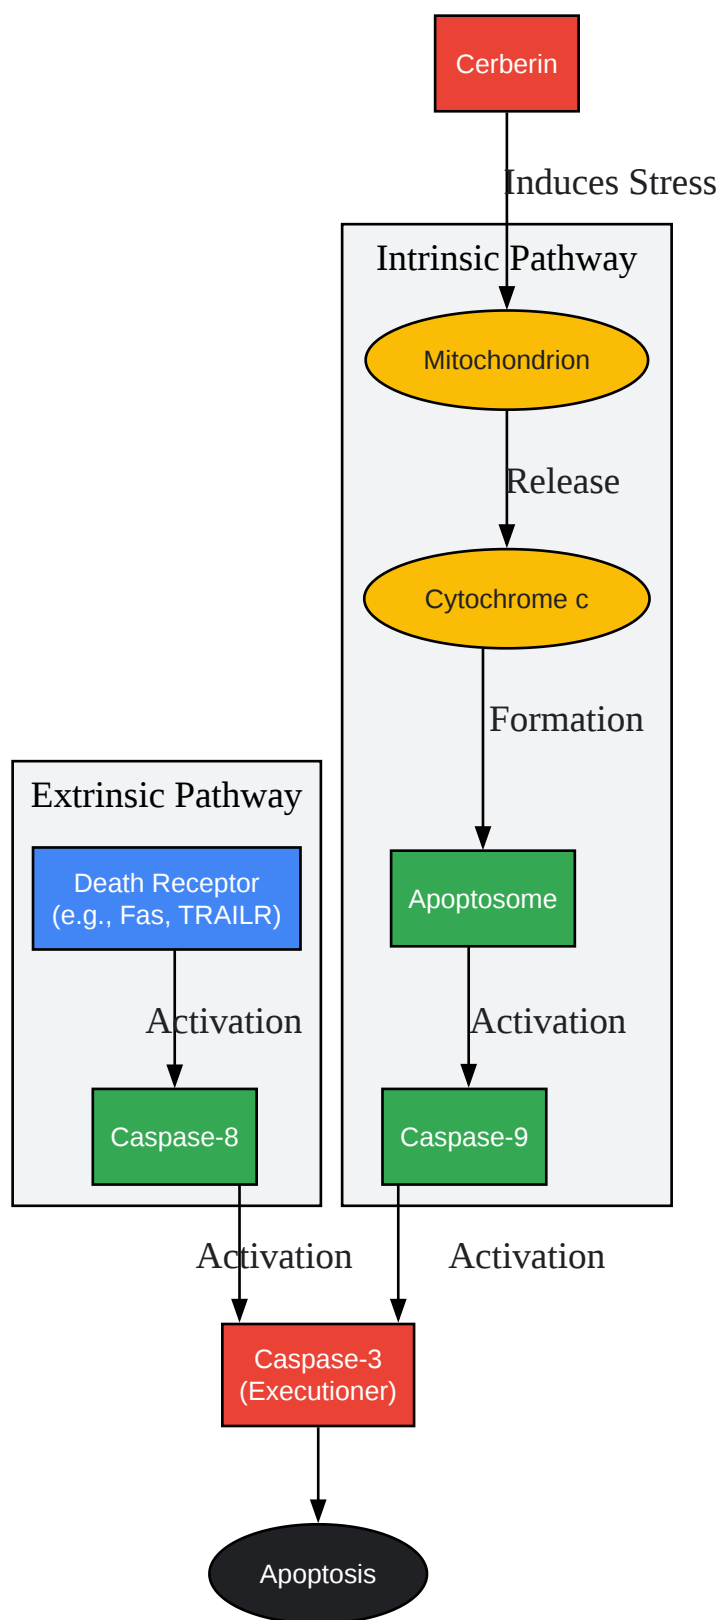 Cerberin
Induces Stress
Intrinsic Pathway
Mitochondrion
Release
Cytochrome c
Formation
Extrinsic Pathway
Death Receptor
(e.g., Fas, TRAILR)
Apoptosome
Activation
Activation
Caspase-8
Caspase-9
Activation
Activation
Caspase-3
(Executioner)
Apoptosis